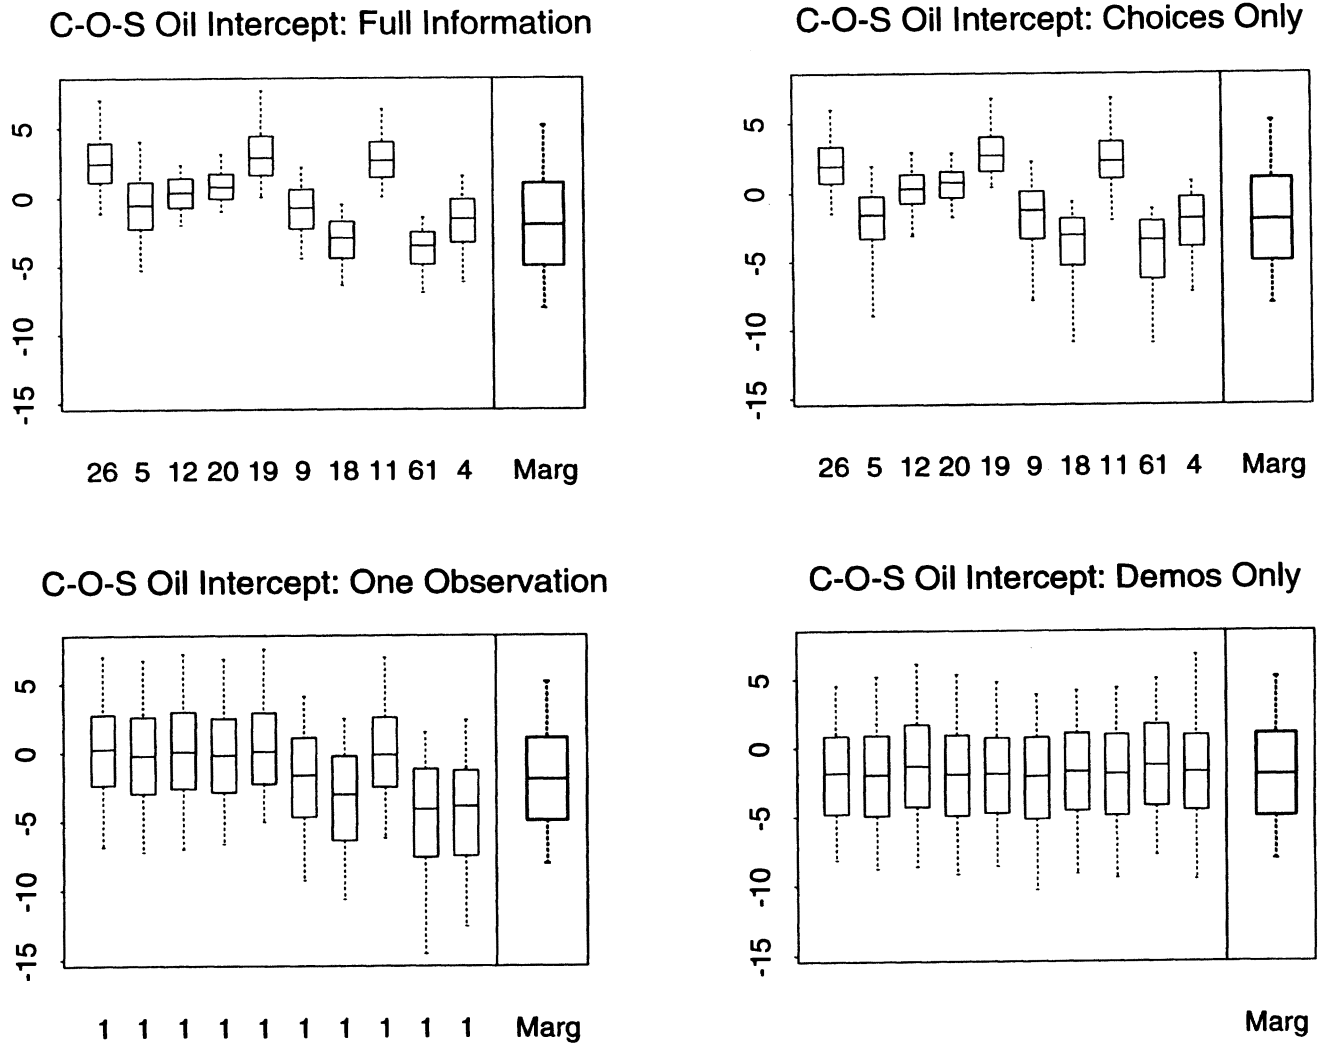 C-O-S Oil Intercept: Full Information
5
0
-5
-10
-15
26 5 12 20 19 9 18 11 61 4 Marg
C-O-S Oil Intercept: Choices Only
5
0
-5
-10
-15
26 5 12 20 19 9 18 11 61 4 Marg
C-O-S Oil Intercept: One Observation
5
0
-5
-10
-15
1 1 1 1 1 1 1 1 1 1 Marg
C-O-S Oil Intercept: Demos Only
5
0
-5
-10
-15
Marg